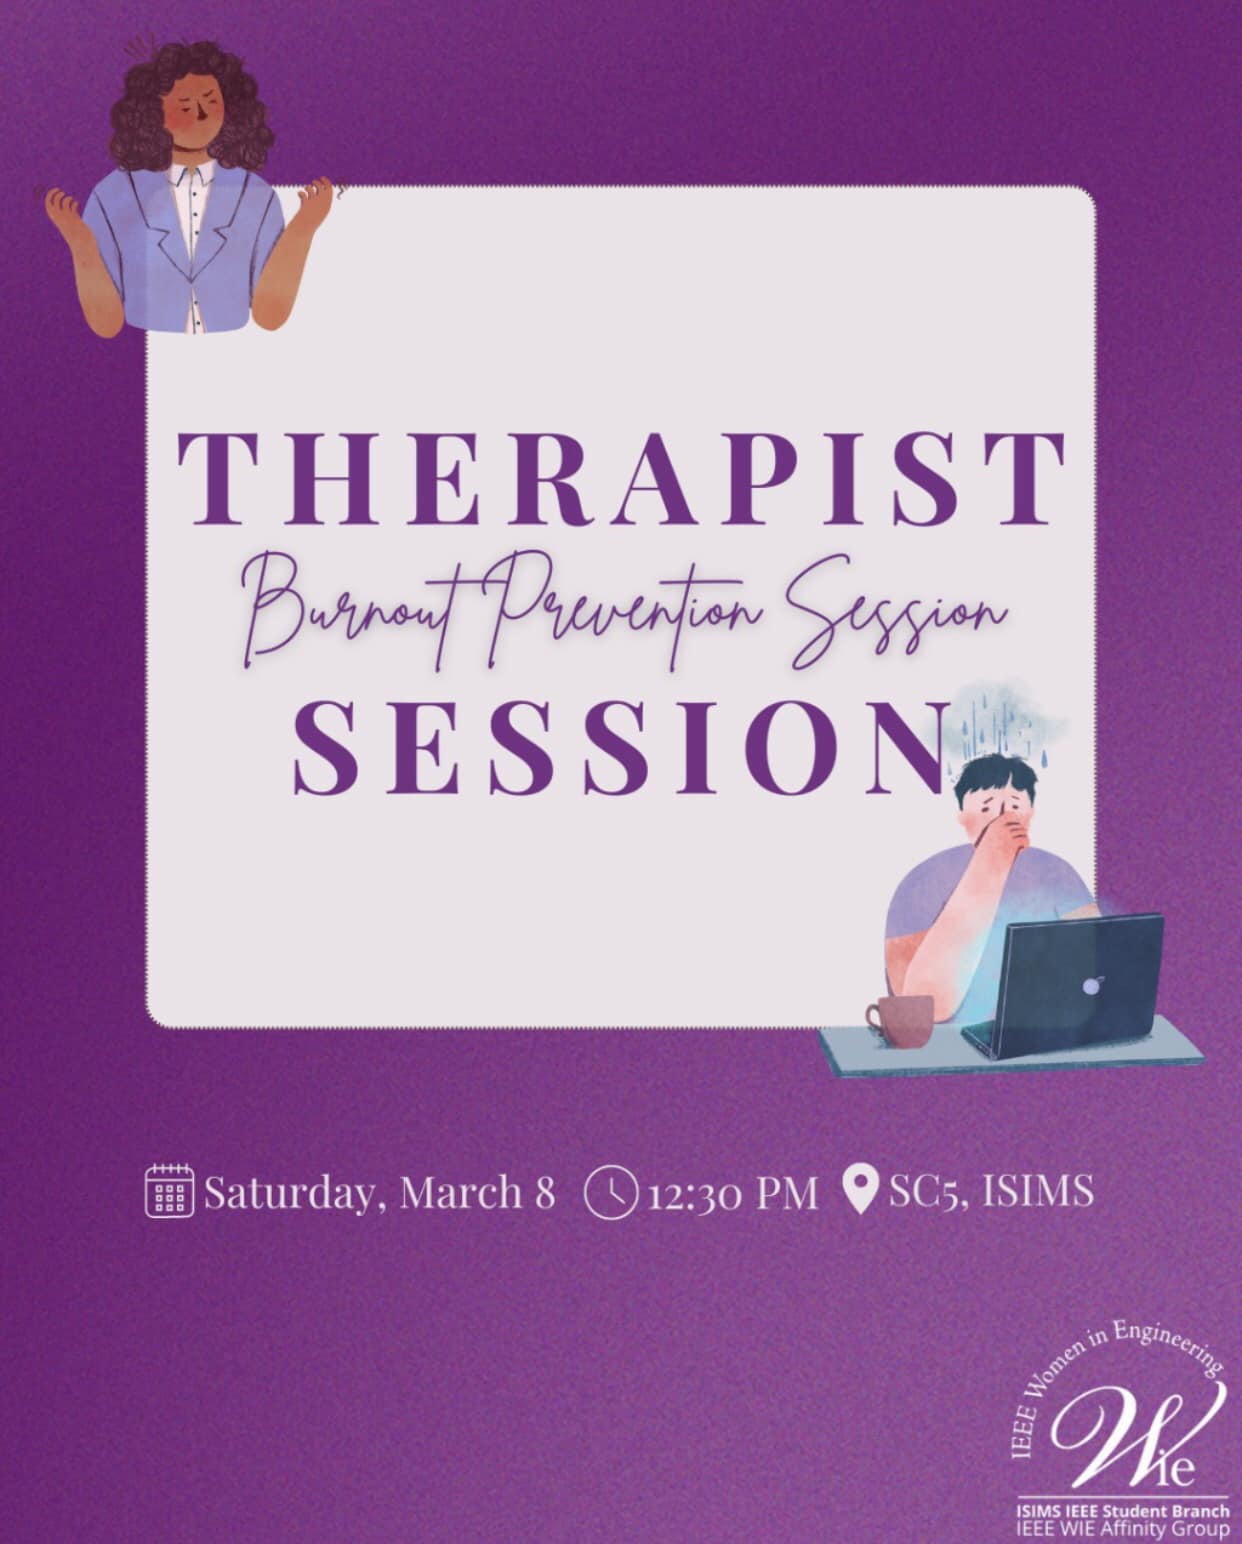 THERAPIST
Burnout Prevention Session
SESSION
Saturday, March 8 12:30 PM SC5, ISIMS
IEEE Women in Engineering
Wie
ISIMS IEEE Student Branch
IEEE WIE Affinity Group